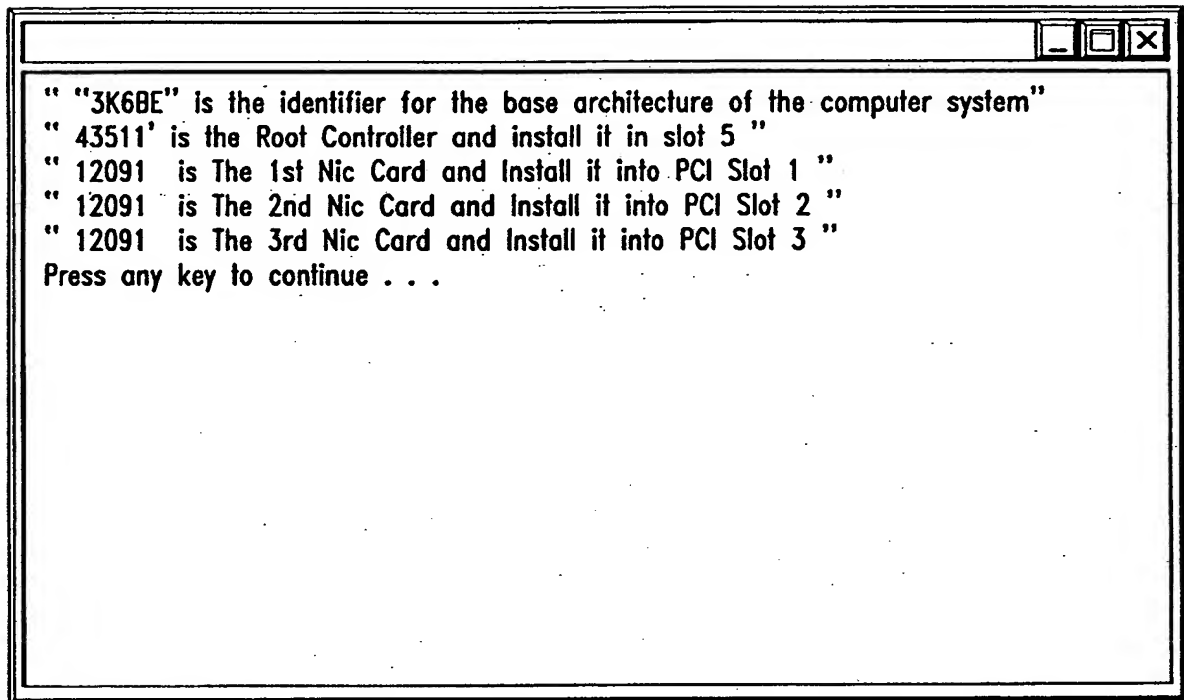 “ “3K6BE” is the identifier for the base architecture of the computer system”
“ 43511’ is the Root Controller and install it in slot 5 ”
“ 12091 is The 1st Nic Card and Install it into PCI Slot 1 ”
“ 12091 is The 2nd Nic Card and Install it into PCI Slot 2 ”
“ 12091 is The 3rd Nic Card and Install it into PCI Slot 3 ”
Press any key to continue . . .